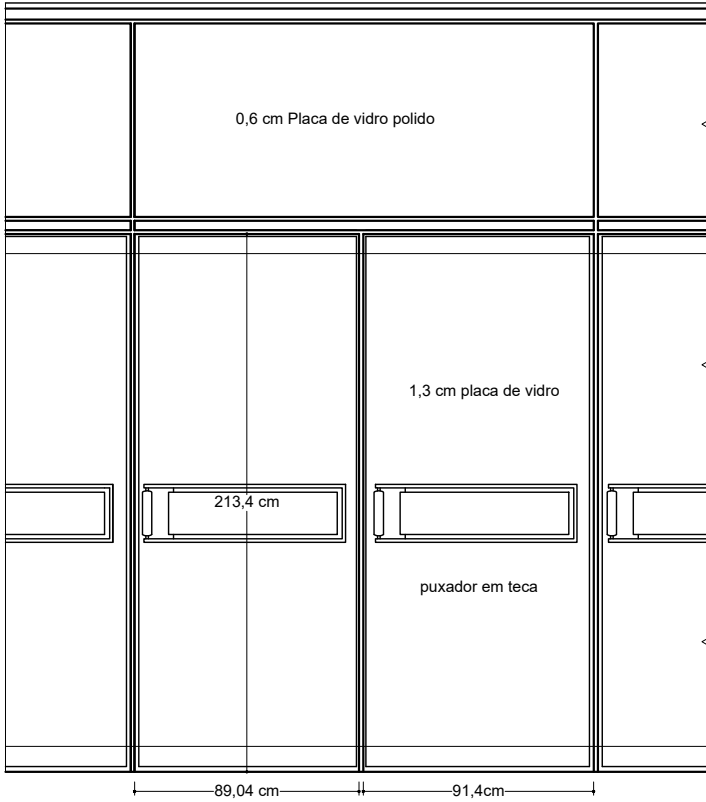 0,6 cm Placa de vidro polido
1,3 cm placa de vidro
213,4 cm
puxador em teca
89,04 cm
91,4cm